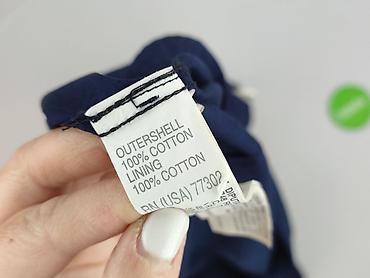 OUTERSHELL
100% COTTON
LINING
100% COTTON
RN (USA) 77302